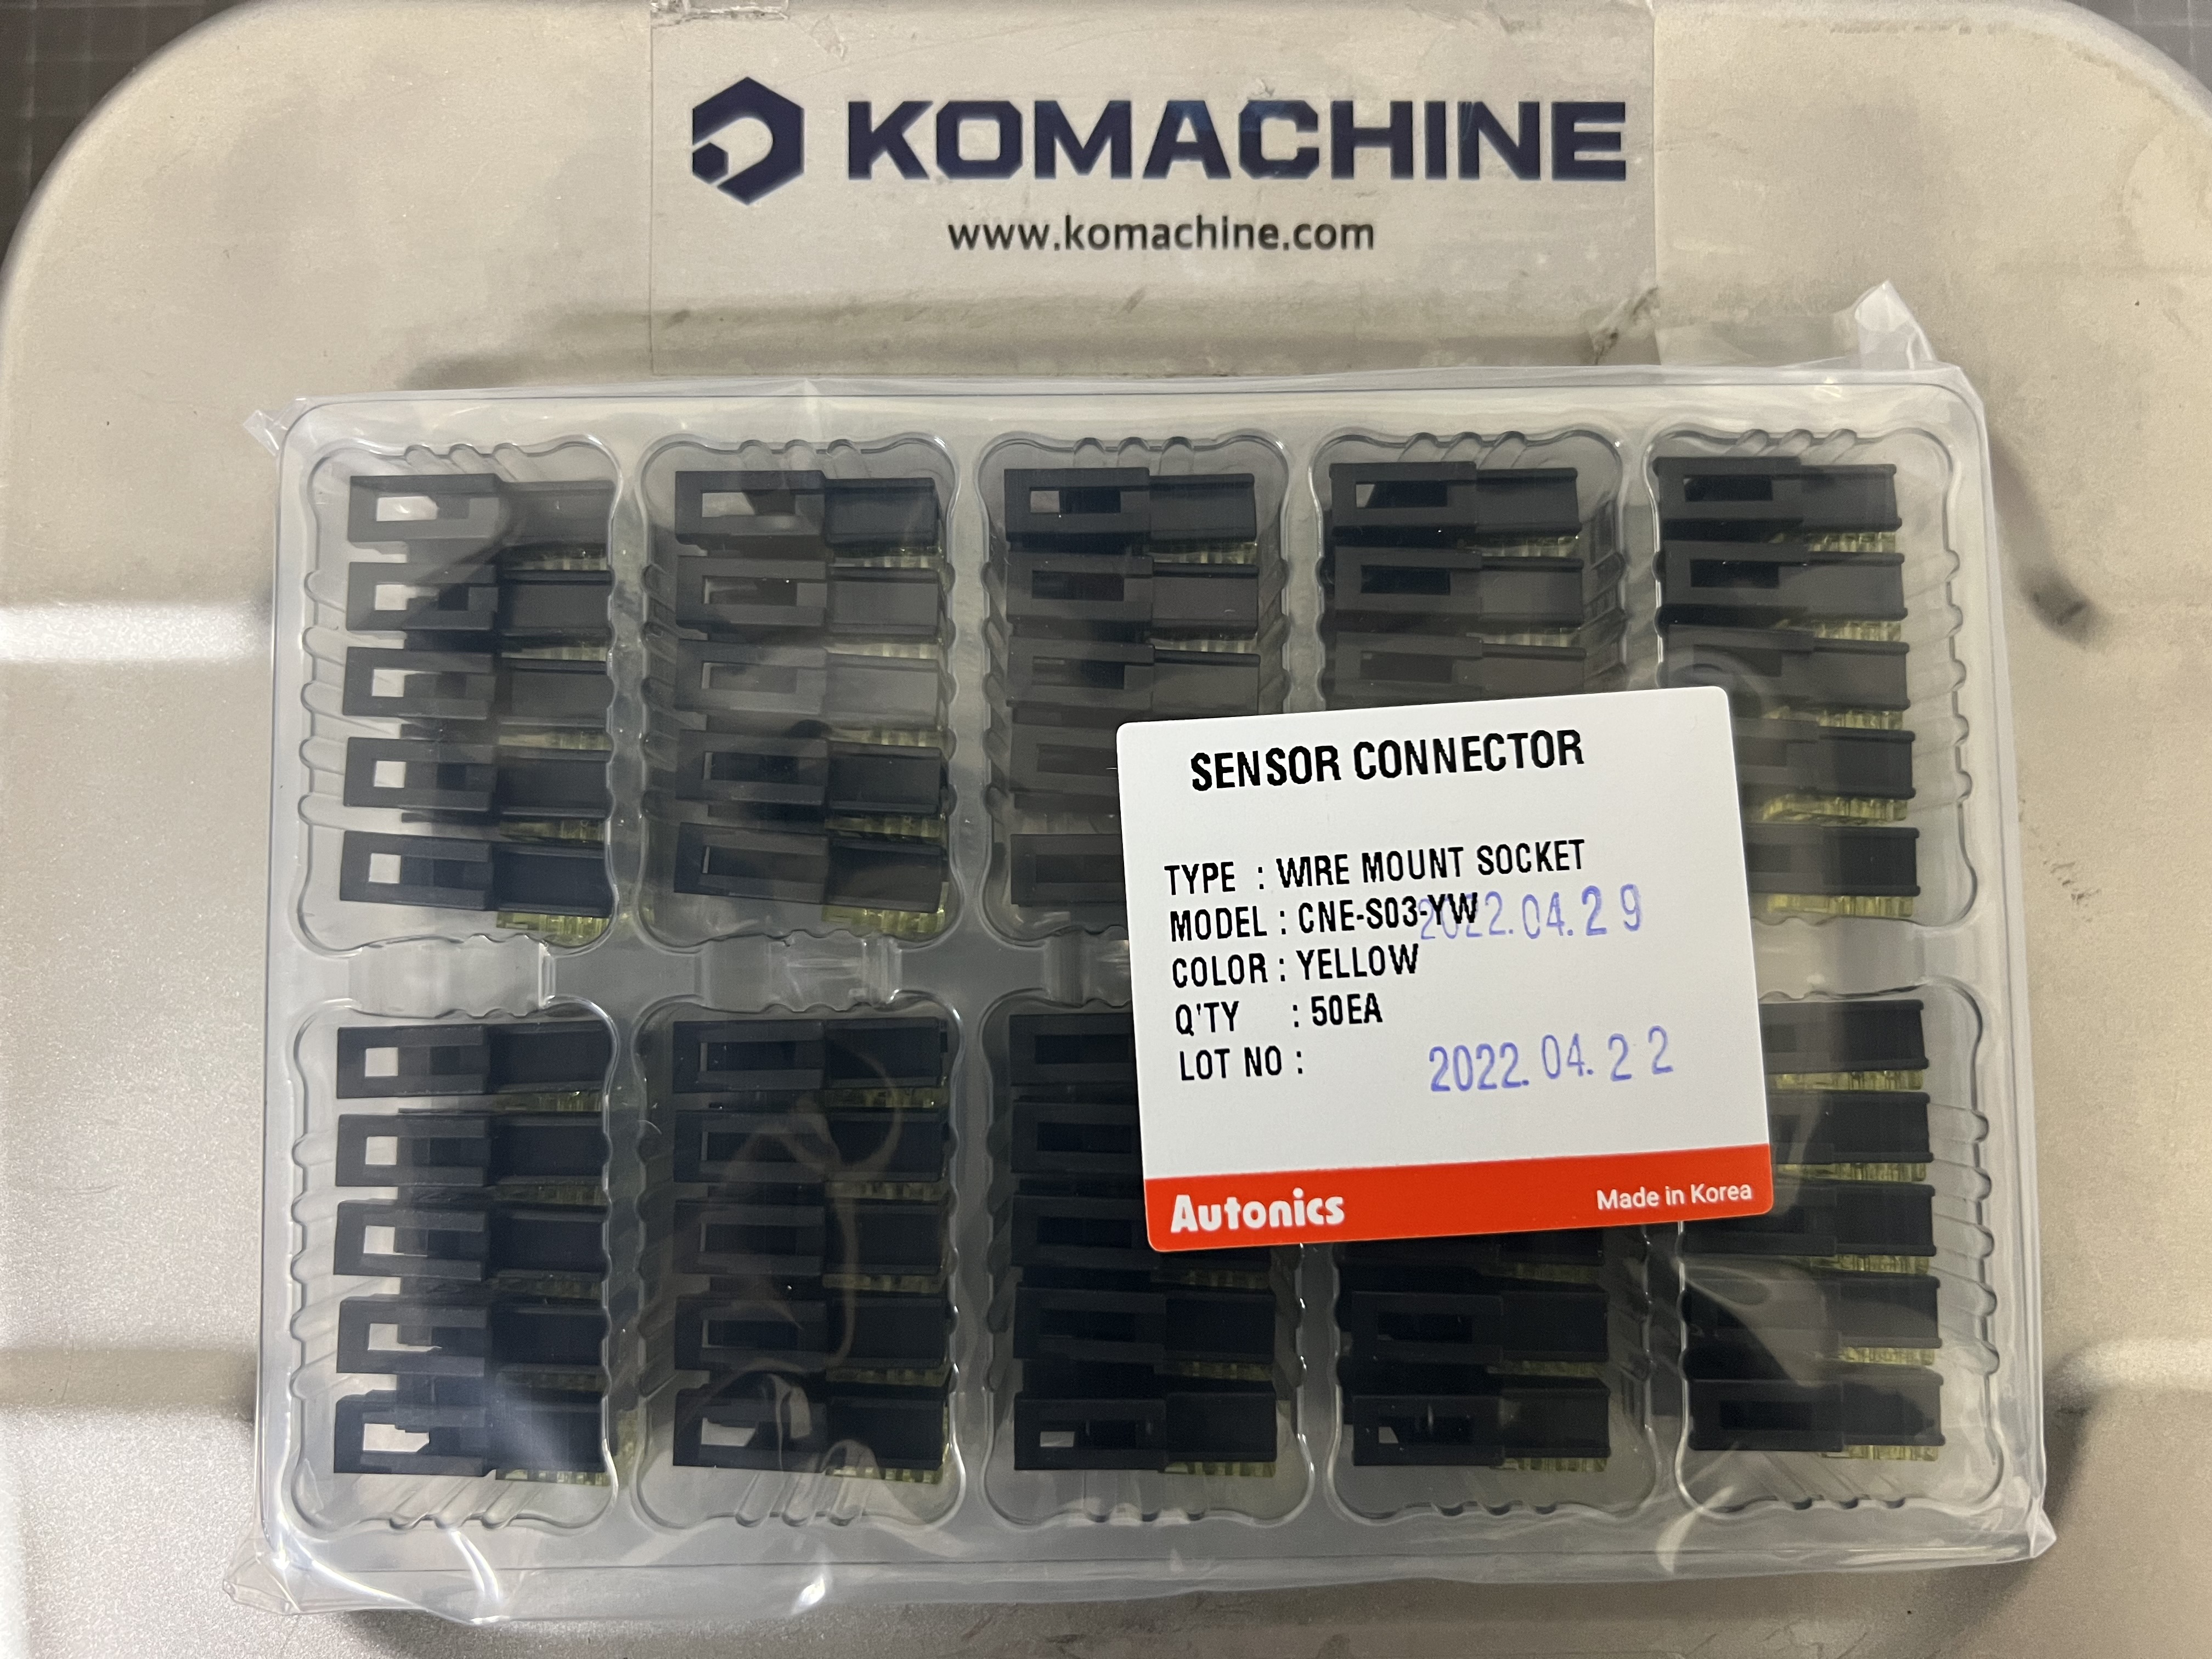 KOMACHINE
www.komachine.com
SENSOR CONNECTOR
TYPE : WIRE MOUNT SOCKET
MODEL : CNE-S03-YW 2022.04.29
COLOR : YELLOW
Q'TY : 50EA
LOT NO : 2022.04.22
Autonics Made in Korea